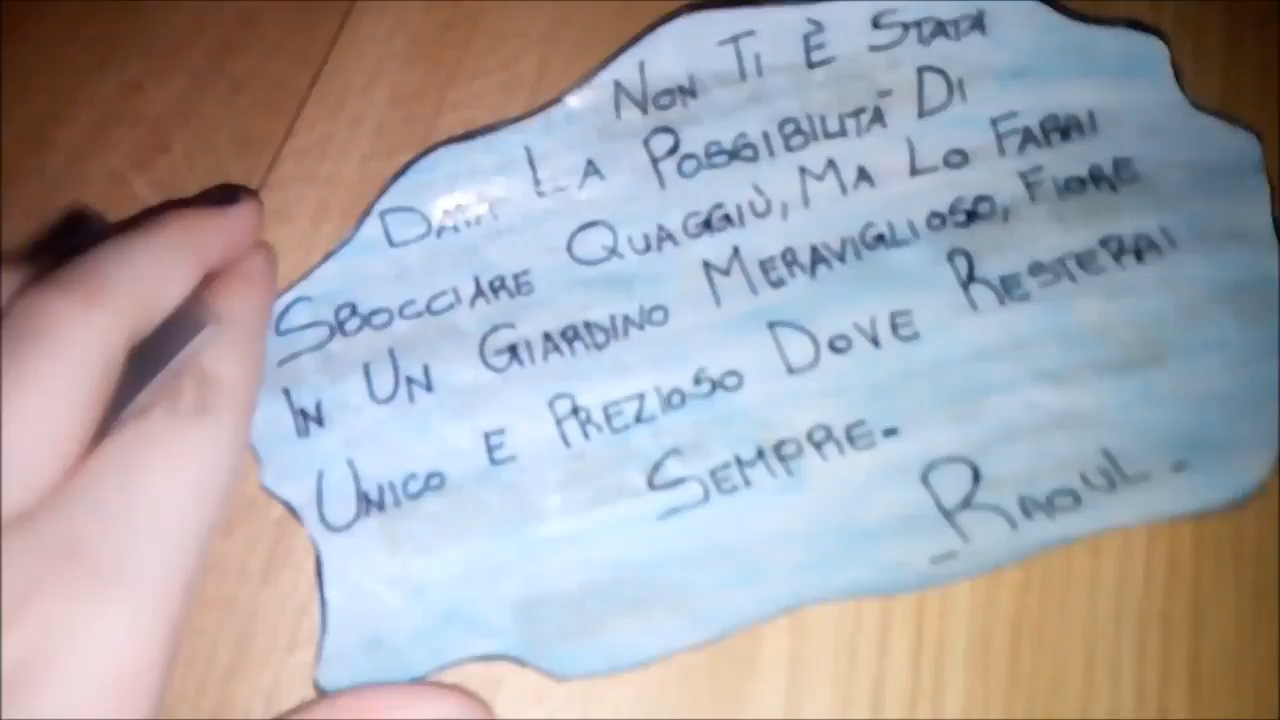 Non Ti È Stata
Data La Possibilità Di
Sbocciare Quaggiù, Ma Lo Farai
In Un Giardino Meraviglioso, Fiore
Unico E Prezioso Dove Resterai
Sempre.
- Raoul -